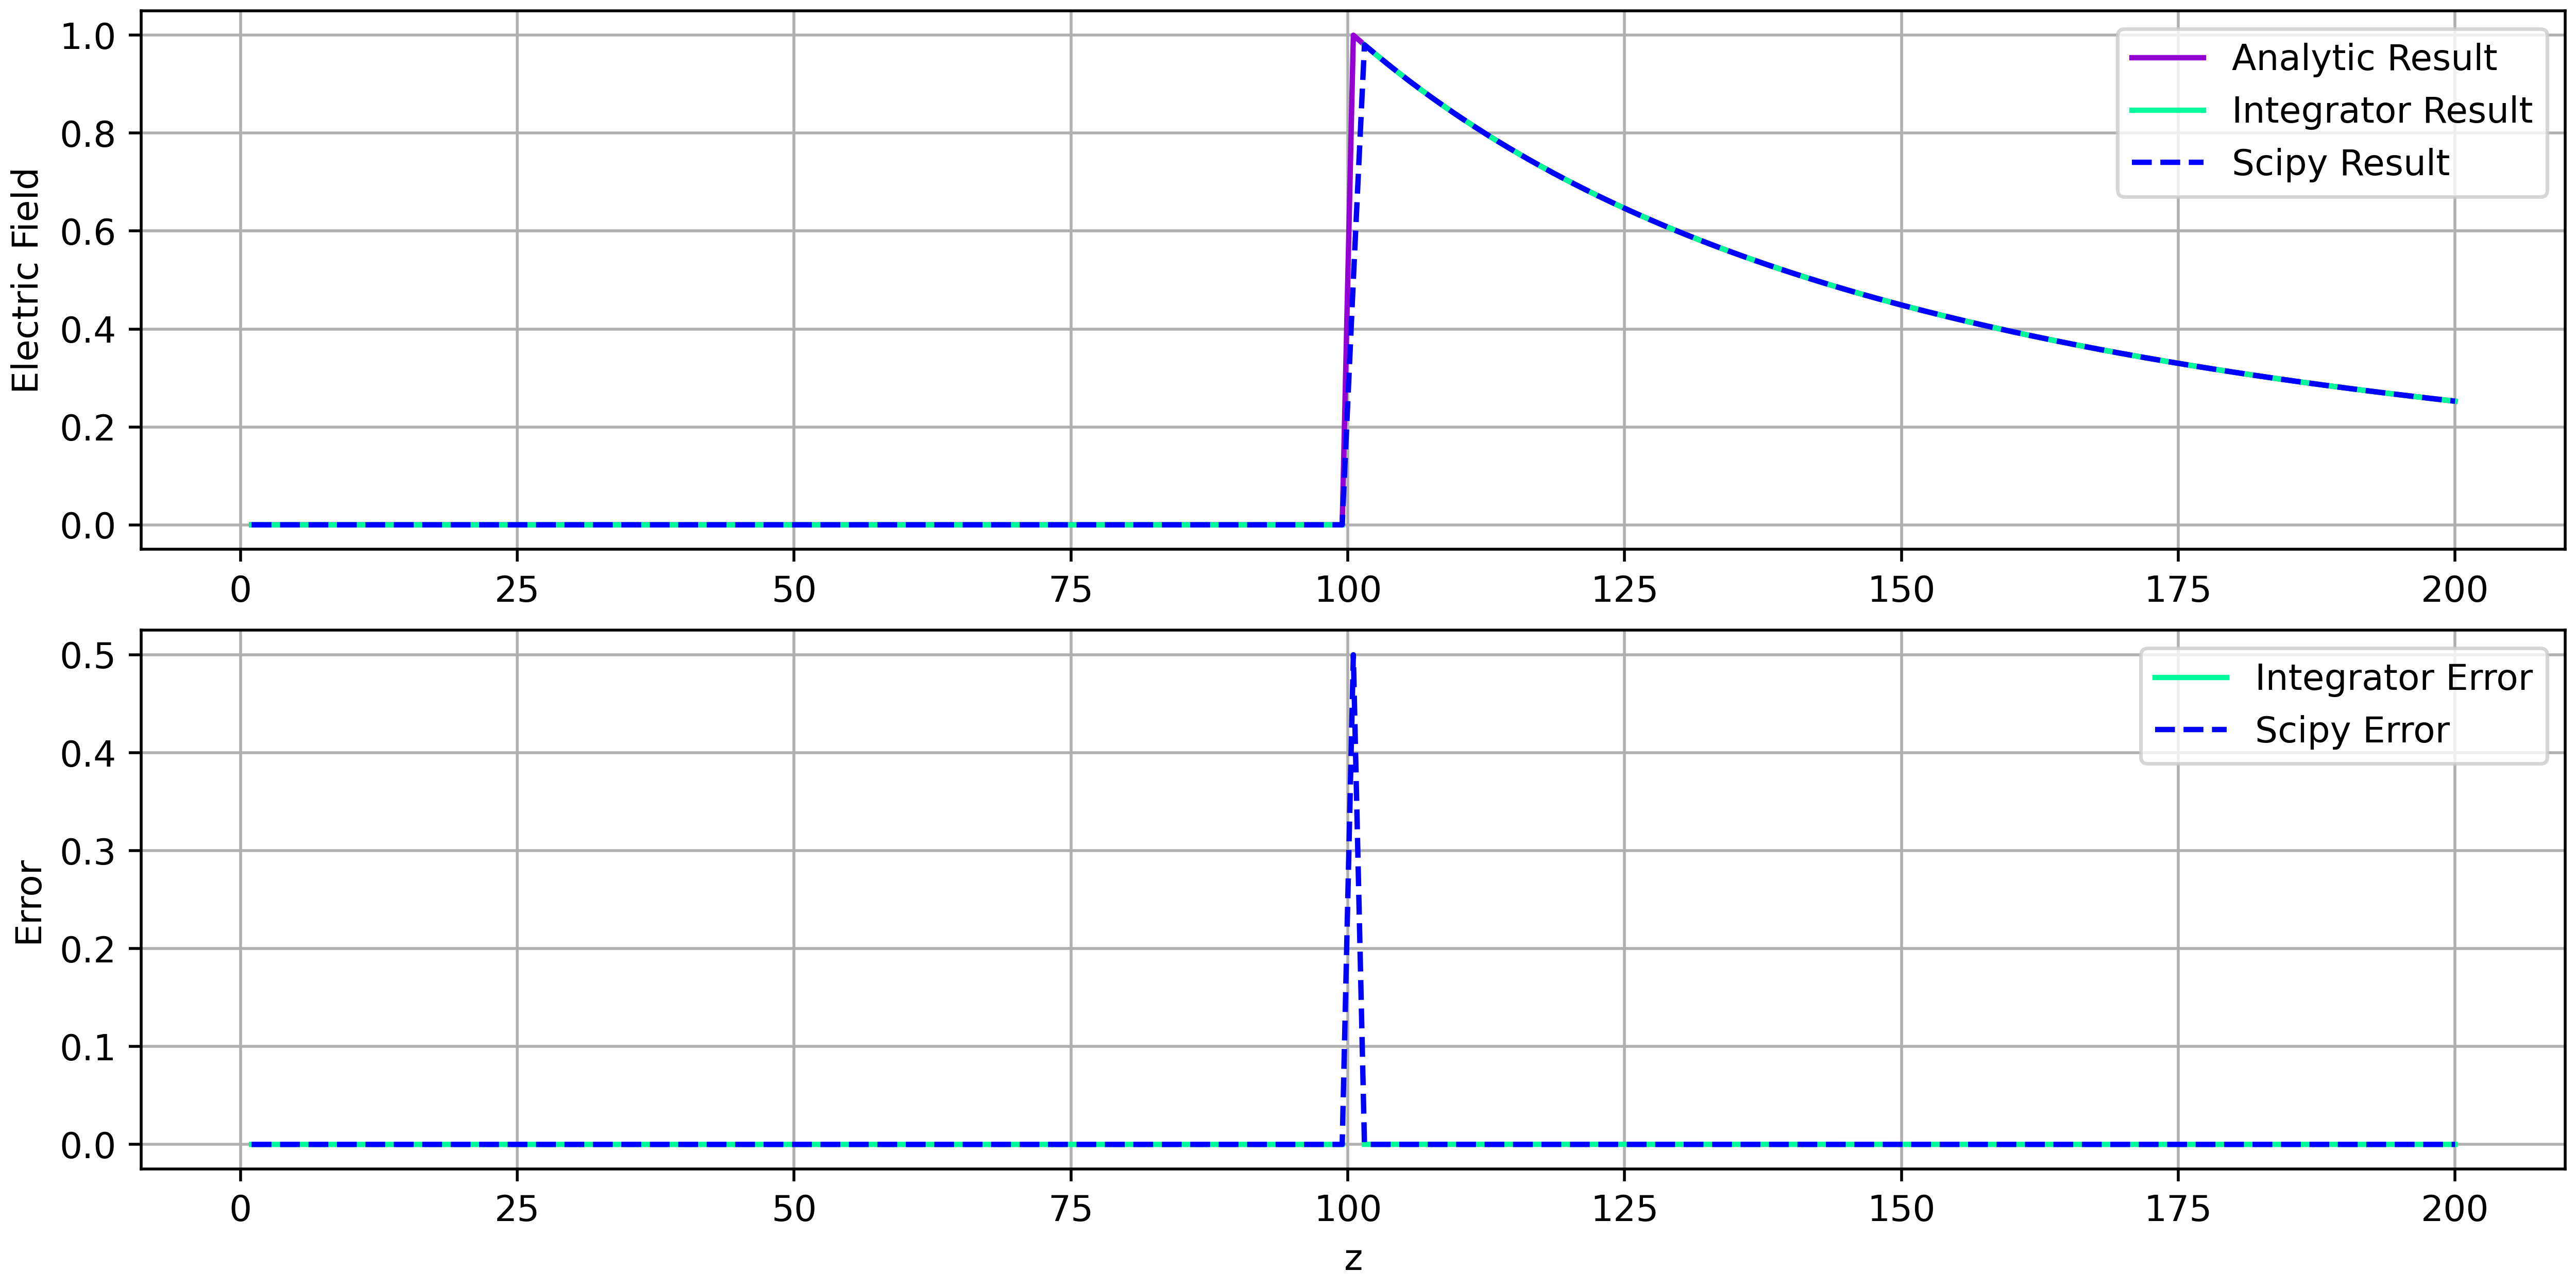 Electric Field
1.0
0.8
0.6
0.4
0.2
0.0
Analytic Result
Integrator Result
Scipy Result
0 25 50 75 100 125 150 175 200
Error
0.5
0.4
0.3
0.2
0.1
0.0
Integrator Error
Scipy Error
0 25 50 75 100 125 150 175 200
z